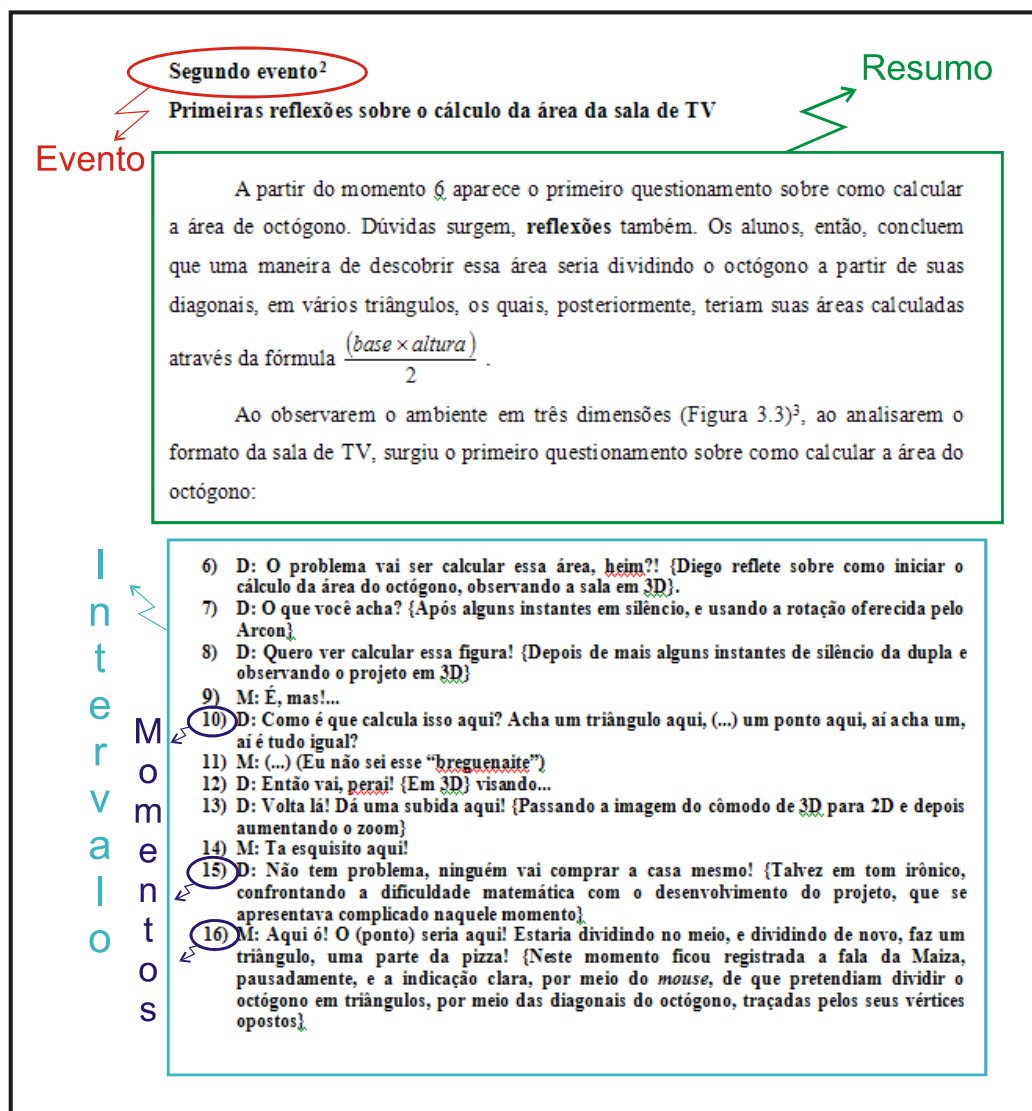 Segundo evento²
Resumo
Primeiras reflexões sobre o cálculo da área da sala de TV
Evento
A partir do momento 6 aparece o primeiro questionamento sobre como calcular
a área de octógono. Dúvidas surgem, reflexões também. Os alunos, então, concluem
que uma maneira de descobrir essa área seria dividindo o octógono a partir de suas
diagonais, em vários triângulos, os quais, posteriormente, teriam suas áreas calculadas
através da fórmula (base × altura) / 2 .
Ao observarem o ambiente em três dimensões (Figura 3.3)³, ao analisarem o
formato da sala de TV, surgiu o primeiro questionamento sobre como calcular a área do
octógono:
Intervalo
Momentos
6) D: O problema vai ser calcular essa área, heim?! {Diego reflete sobre como iniciar o
cálculo da área do octógono, observando a sala em 3D}.
7) D: O que você acha? {Após alguns instantes em silêncio, e usando a rotação oferecida pelo
Arcon}
8) D: Quero ver calcular essa figura! {Depois de mais alguns instantes de silêncio da dupla e
observando o projeto em 3D}
9) M: É, mas!...
10) D: Como é que calcula isso aqui? Acha um triângulo aqui, (...) um ponto aqui, aí acha um,
aí é tudo igual?
11) M: (...) (Eu não sei esse “breguenaite”)
12) D: Então vai, perai! {Em 3D} visando...
13) D: Volta lá! Dá uma subida aqui! {Passando a imagem do cômodo de 3D para 2D e depois
aumentando o zoom}
14) M: Ta esquisito aqui!
15) D: Não tem problema, ninguém vai comprar a casa mesmo! {Talvez em tom irônico,
confrontando a dificuldade matemática com o desenvolvimento do projeto, que se
apresentava complicado naquele momento}
16) M: Aqui ó! O (ponto) seria aqui! Estaria dividindo no meio, e dividindo de novo, faz um
triângulo, uma parte da pizza! {Neste momento ficou registrada a fala da Maiza,
pausadamente, e a indicação clara, por meio do mouse, de que pretendiam dividir o
octógono em triângulos, por meio das diagonais do octógono, traçadas pelos seus vértices
opostos}